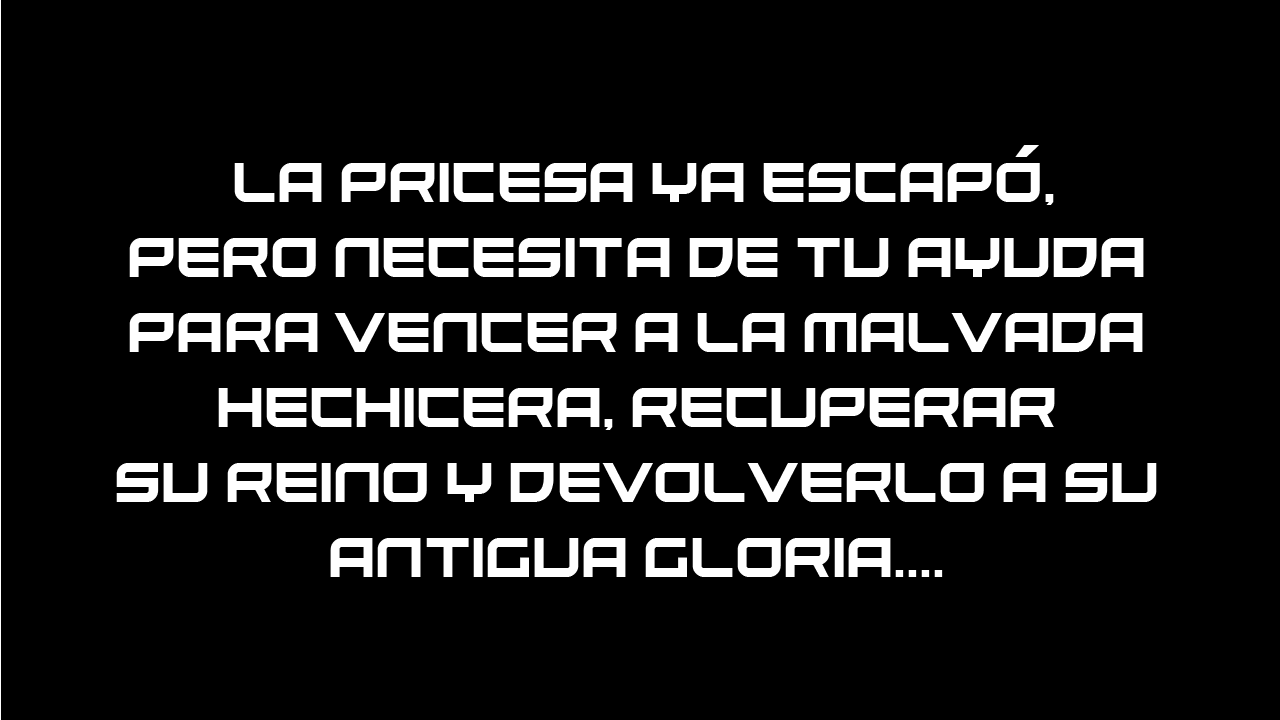 LA PRICESA YA ESCAPÓ,
PERO NECESITA DE TU AYUDA
PARA VENCER A LA MALVADA
HECHICERA, RECUPERAR
SU REINO Y DEVOLVERLO A SU
ANTIGUA GLORIA....